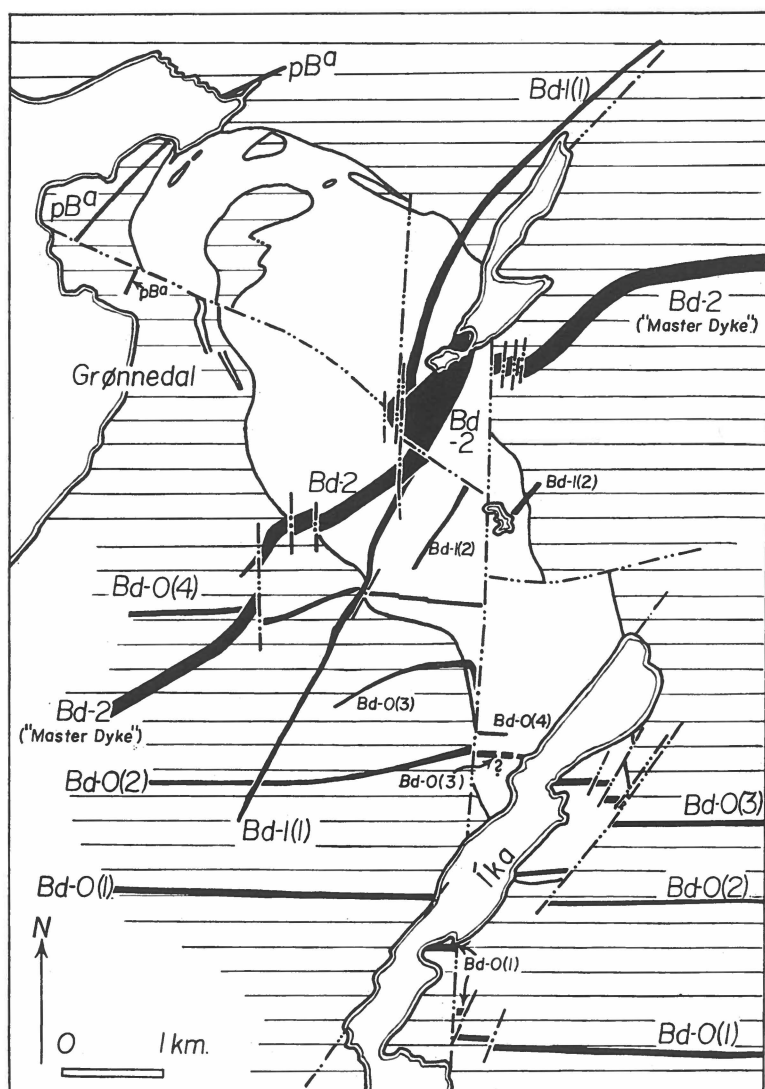 pBa
Bd-1(1)
pBa
pBa
Bd-2
("Master Dyke")
Grønnedal
Bd
-2
Bd-2
Bd-1(2)
Bd-1(2)
Bd-0(4)
Bd-2
("Master Dyke")
Bd-0(3)
Bd-0(4)
?
Bd-0(3)
Bd-0(2)
Bd-0(3)
Bd-1(1)
Íka
Bd-0(1)
Bd-0(2)
N
Bd-0(1)
Bd-0(1)
0 1 km.